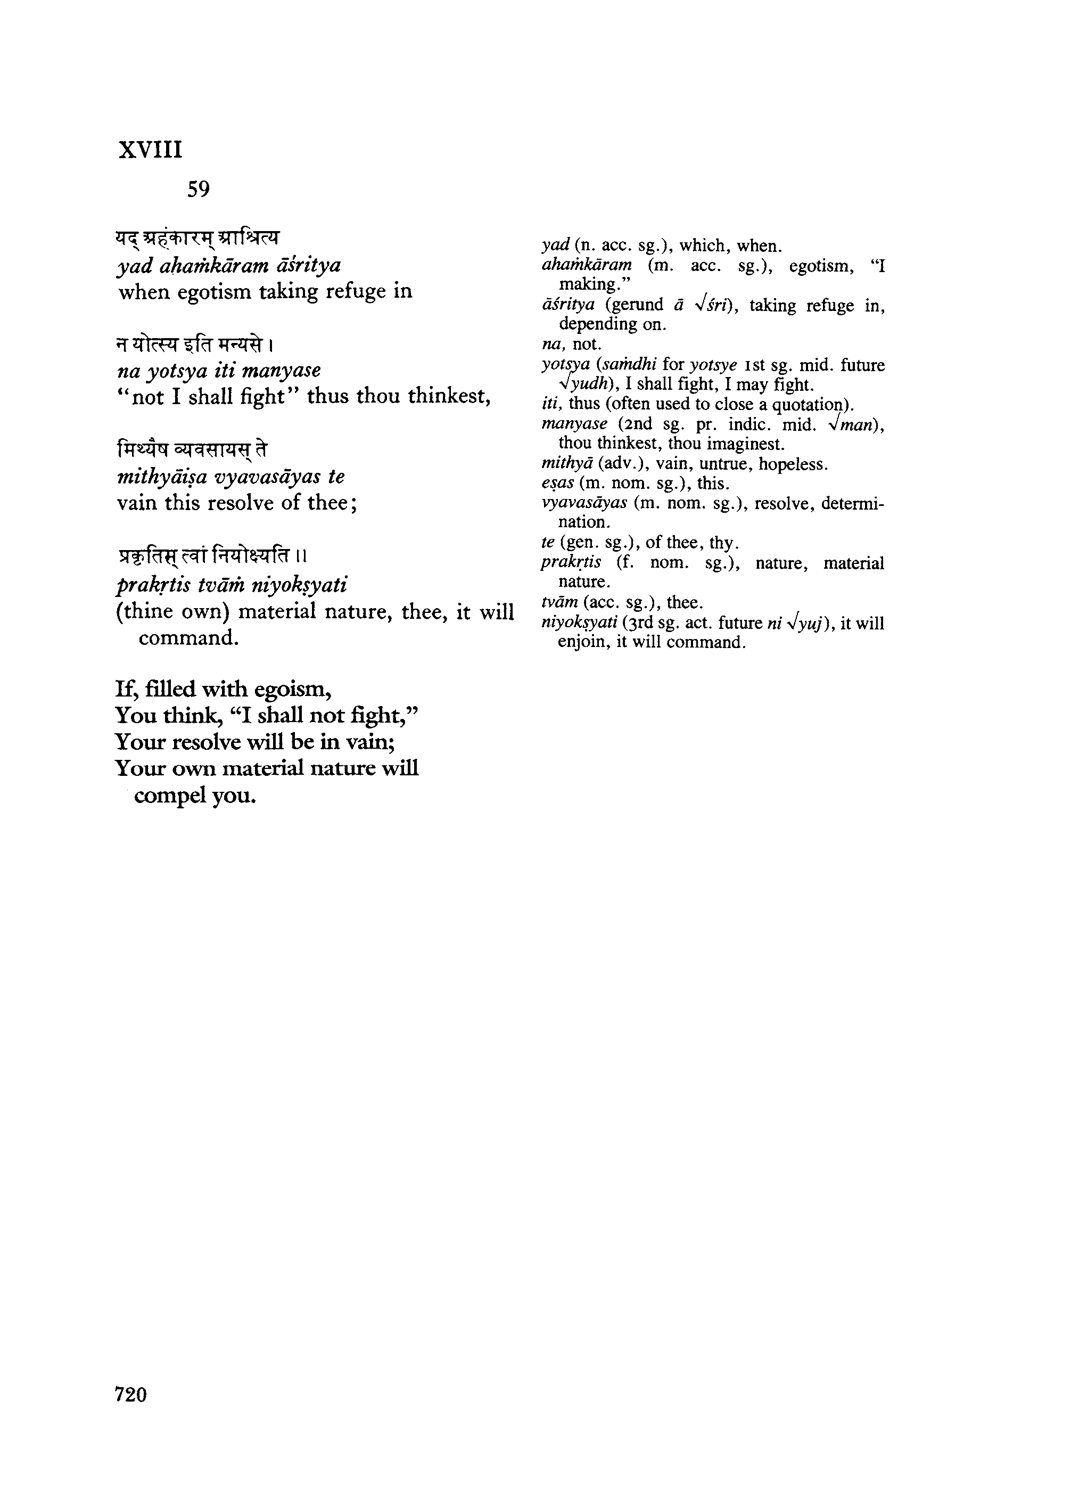 XVIII
59
यद् अहंकारम् आश्रित्य
yad ahaṁkāram āśritya
when egotism taking refuge in
न योत्स्य इति मन्यसे ।
na yotsya iti manyase
“not I shall fight” thus thou thinkest,
मिथ्यैष व्यवसायस् ते
mithyāiṣa vyavasāyas te
vain this resolve of thee;
प्रकृतिस् त्वां नियोक्ष्यति ॥
prakṛtis tvāṁ niyokṣyati
(thine own) material nature, thee, it will
command.
If, filled with egoism,
You think, “I shall not fight,”
Your resolve will be in vain;
Your own material nature will
compel you.
yad (n. acc. sg.), which, when.
ahaṁkāram (m. acc. sg.), egotism, “I
making.”
āśritya (gerund ā √śri), taking refuge in,
depending on.
na, not.
yotsya (saṁdhi for yotsye 1st sg. mid. future
√yudh), I shall fight, I may fight.
iti, thus (often used to close a quotation).
manyase (2nd sg. pr. indic. mid. √man),
thou thinkest, thou imaginest.
mithyā (adv.), vain, untrue, hopeless.
eṣas (m. nom. sg.), this.
vyavasāyas (m. nom. sg.), resolve, determi-
nation.
te (gen. sg.), of thee, thy.
prakṛtis (f. nom. sg.), nature, material
nature.
tvām (acc. sg.), thee.
niyokṣyati (3rd sg. act. future ni √yuj), it will
enjoin, it will command.
720